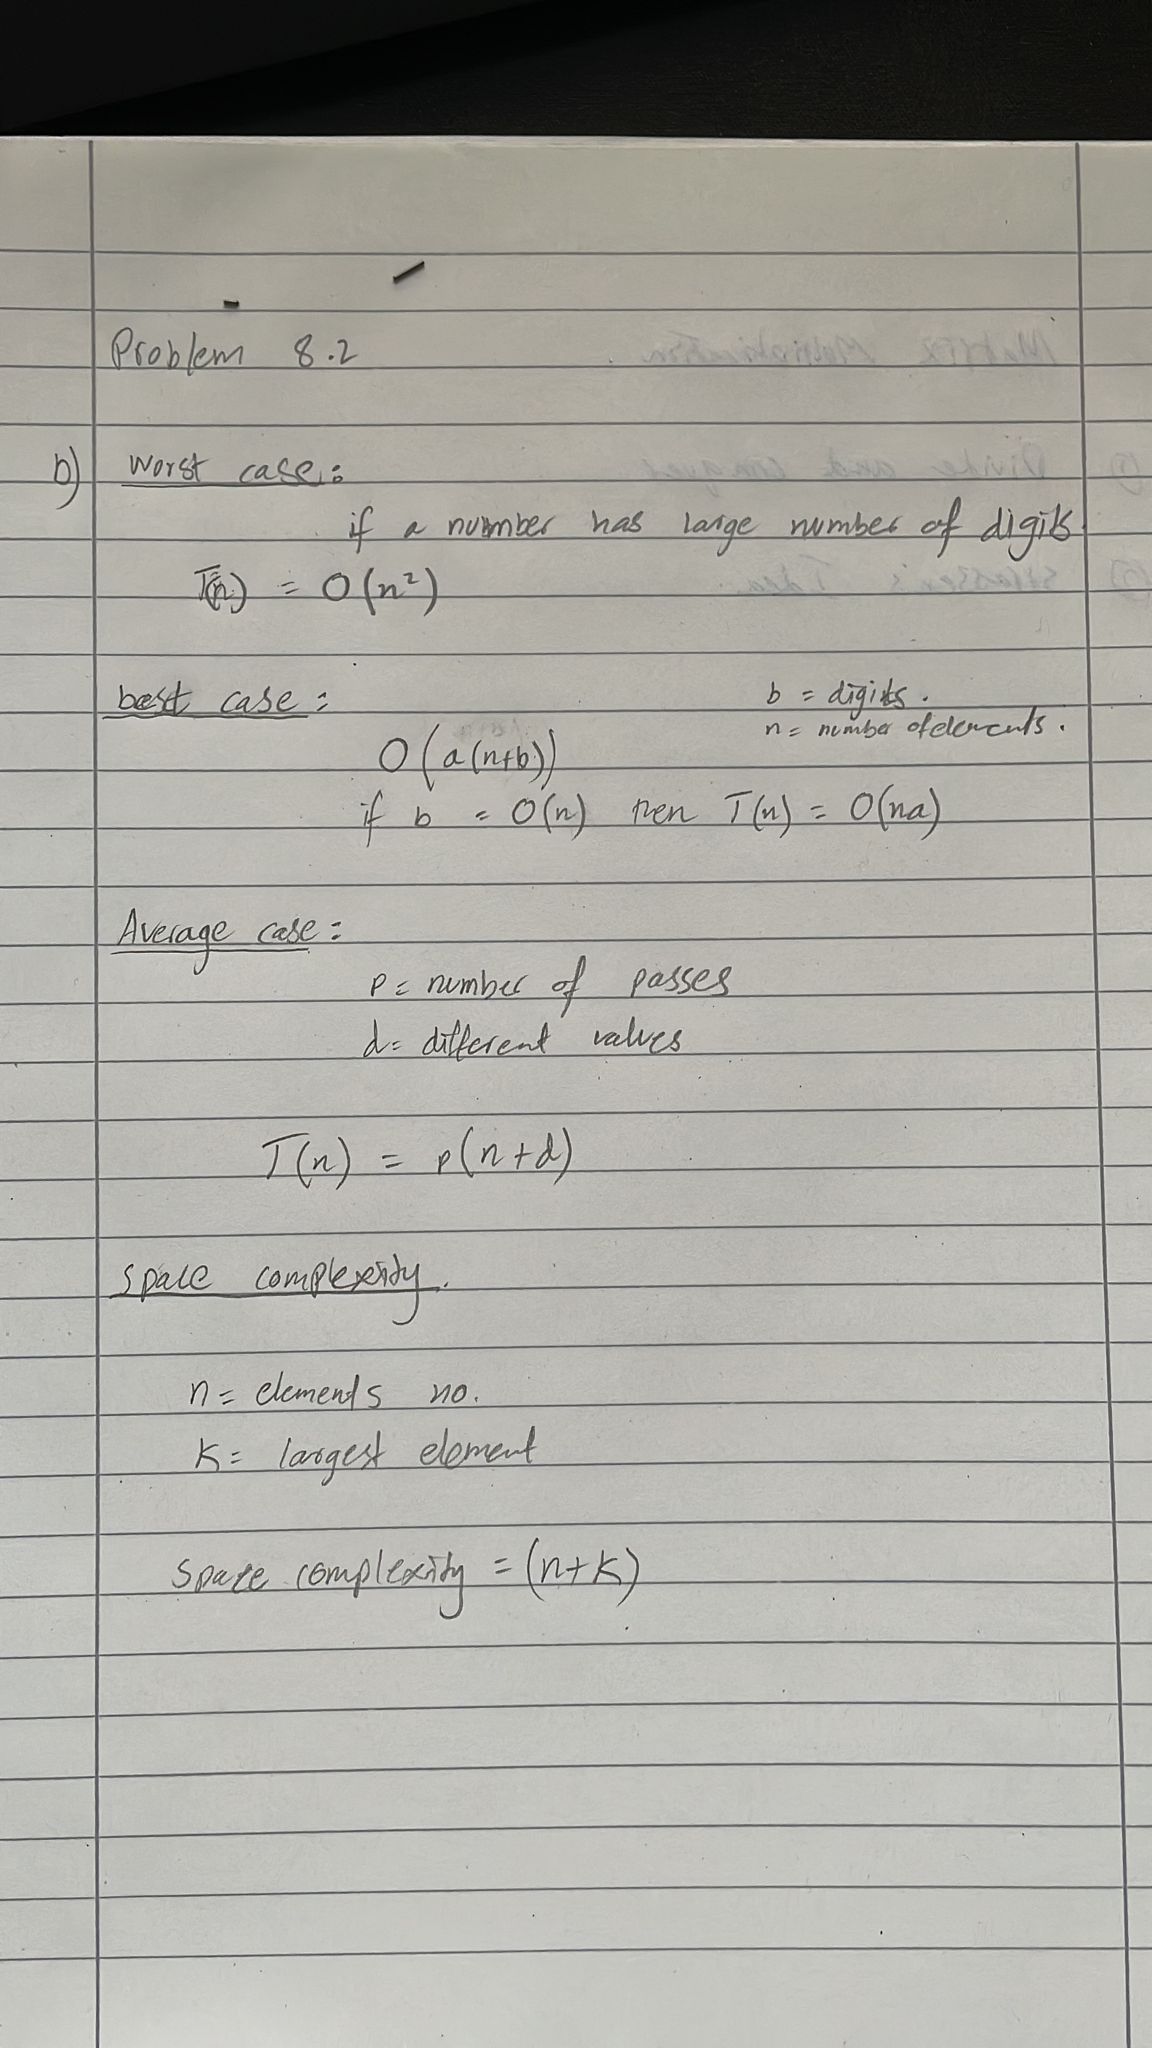 Problem 8.2
b) Worst case:
if a number has large number of digits.
T(n) = O(n²)
best case:
b = digits.
n = number of elements.
O(a(n+b))
if b = O(n) then T(n) = O(na)
Average case:
P = number of passes
d = different values
T(n) = p(n+d)
space complexity.
n = elements no.
K = largest element
space complexity = (n+K)